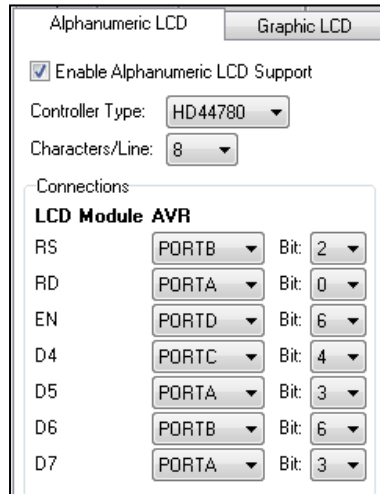 Alphanumeric LCD Graphic LCD
Enable Alphanumeric LCD Support
Controller Type: HD44780
Characters/Line: 8
Connections
LCD Module AVR
RS PORTB Bit: 2
RD PORTA Bit: 0
EN PORTD Bit: 6
D4 PORTC Bit: 4
D5 PORTA Bit: 3
D6 PORTB Bit: 6
D7 PORTA Bit: 3